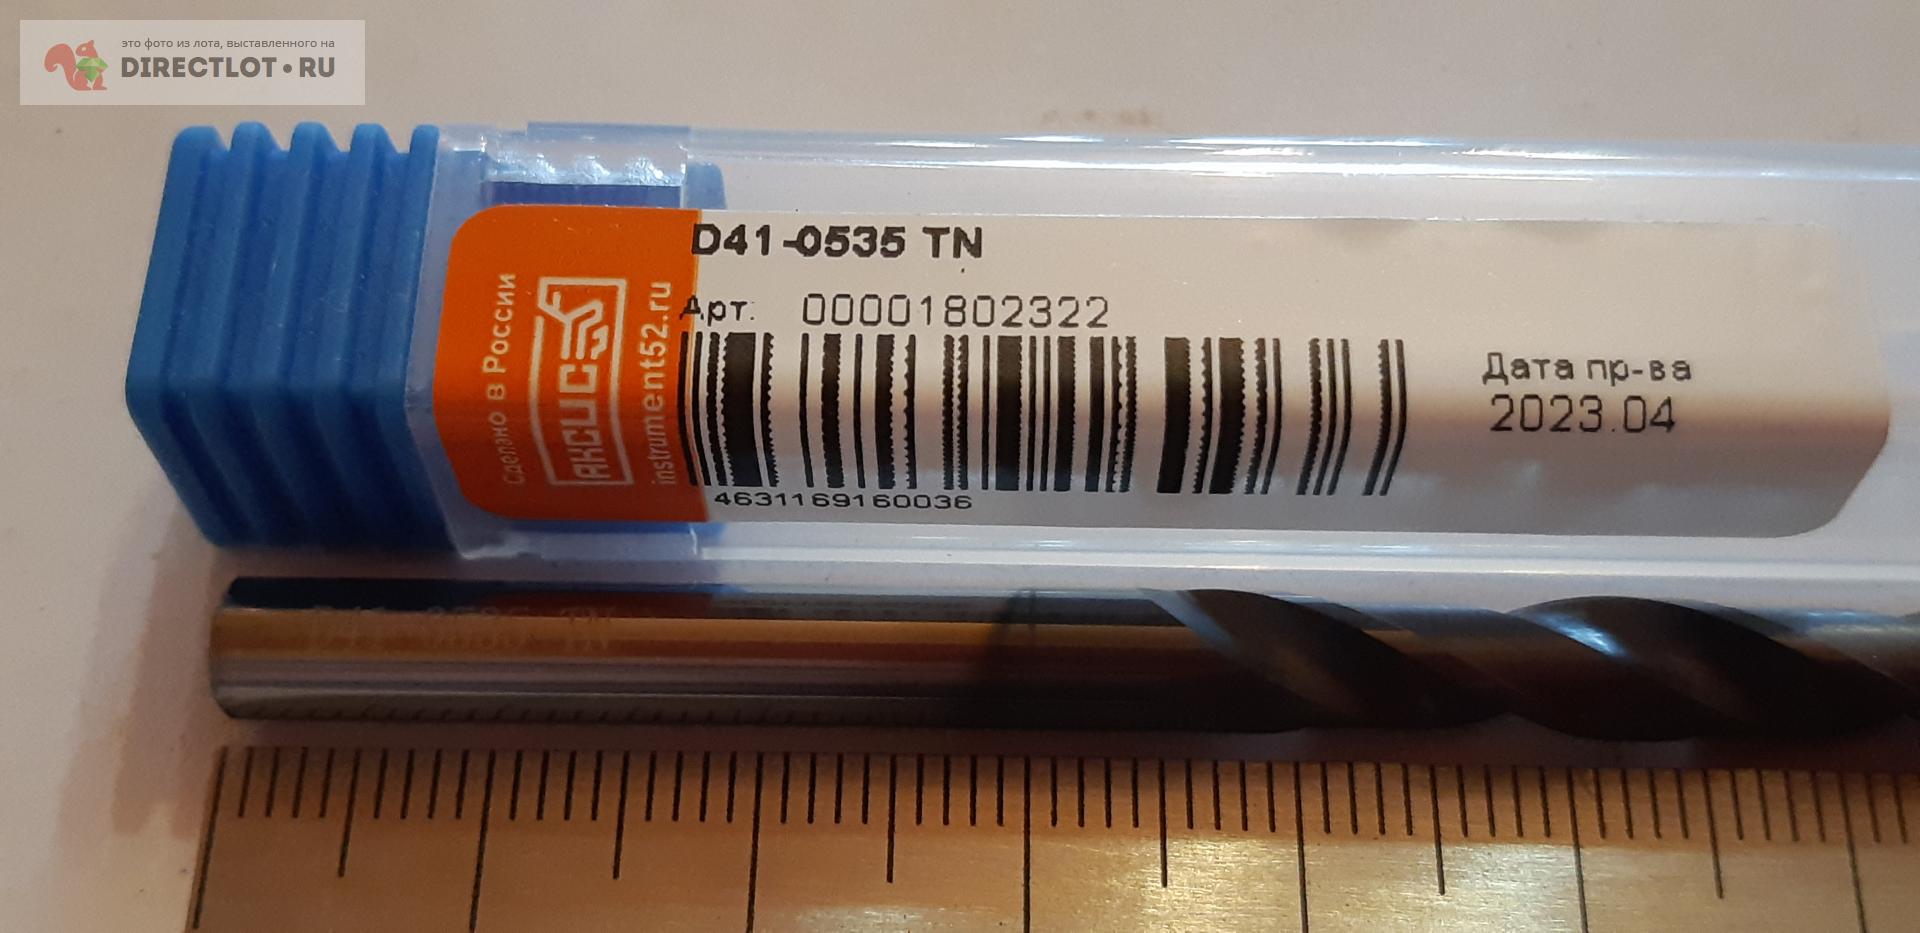 это фото из лота, выставленного на
DIRECTLOT•RU
D41-0535 TN
Арт: 00001802322
4631169160036
Дата пр-ва
2023.04
Сделано в России
АКСИС
instrument52.ru